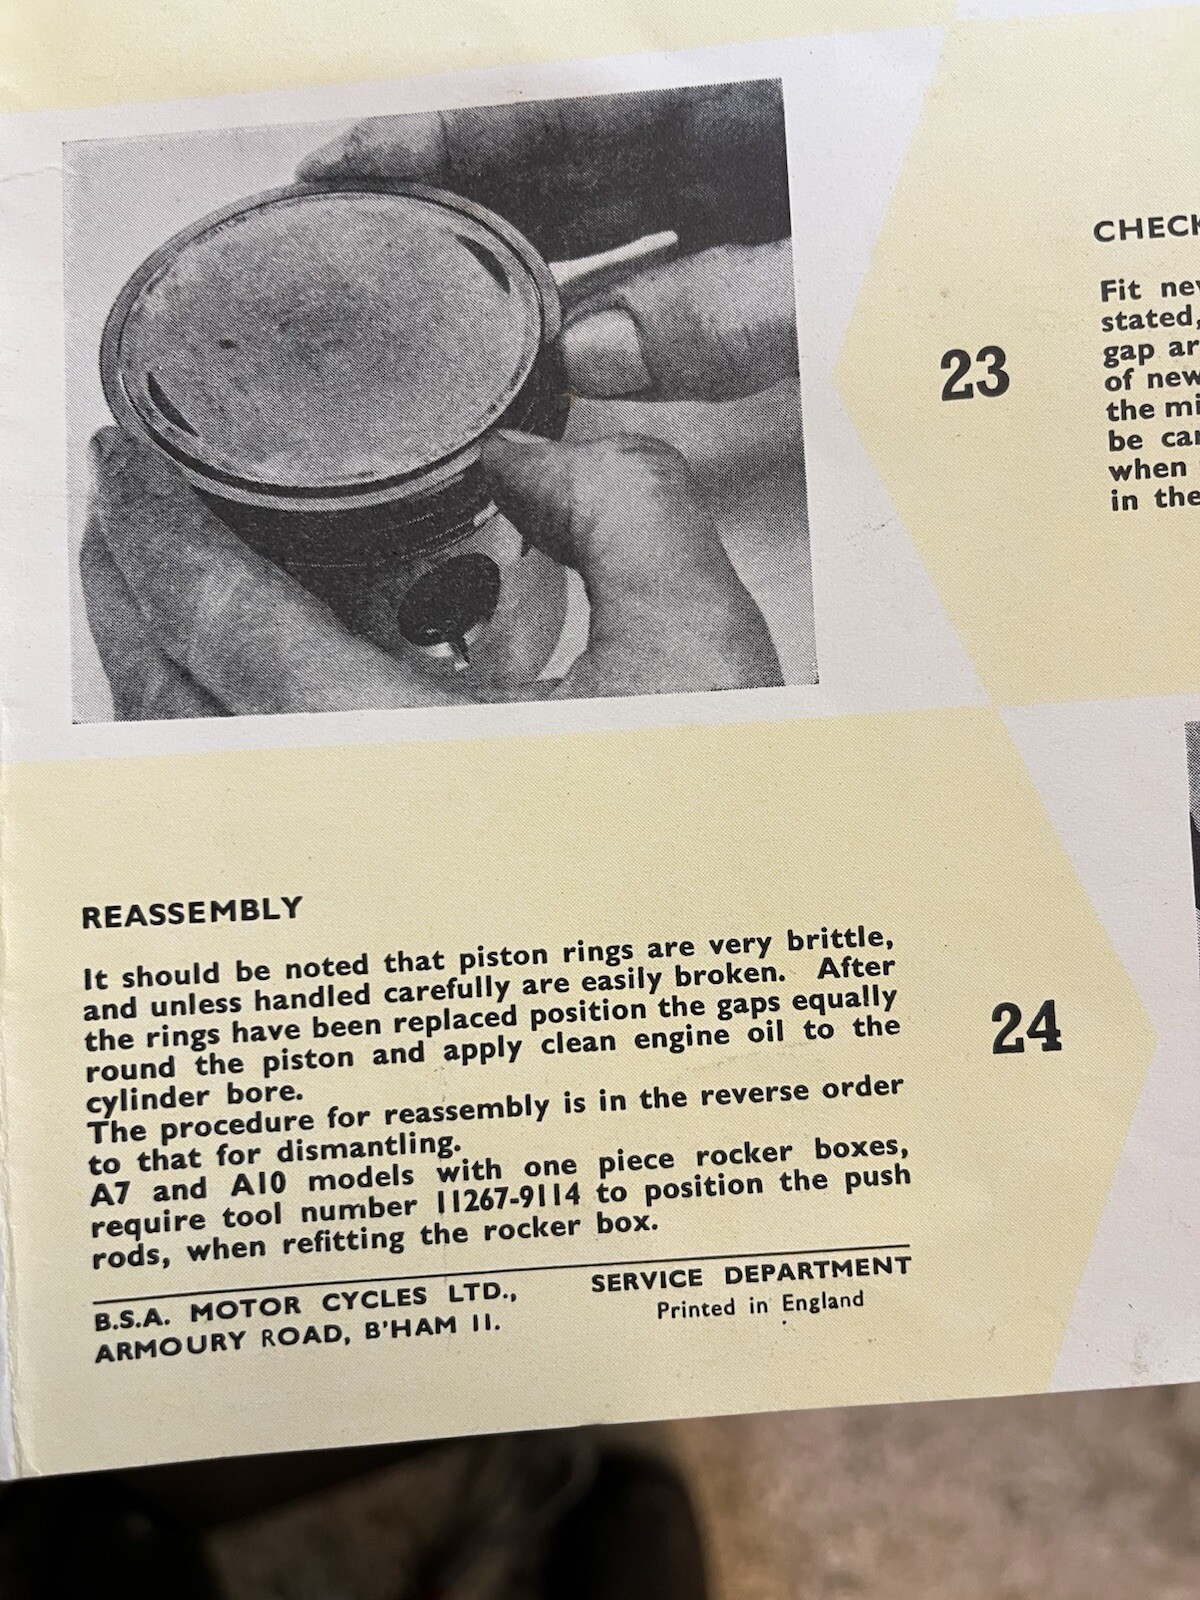 23
CHECK
Fit
stated,
gap
of new
the
be
when
in the
REASSEMBLY
It should be noted that piston rings are very brittle,
and unless handled carefully are easily broken. After
the rings have been replaced position the gaps equally
round the piston and apply clean engine oil to the
cylinder bore.
The procedure for reassembly is in the reverse order
to that for dismantling.
A7 and A10 models with one piece rocker boxes,
require tool number 11267-9114 to position the push
rods, when refitting the rocker box.
24
B.S.A. MOTOR CYCLES LTD.,
ARMOURY ROAD, B'HAM 11.
SERVICE DEPARTMENT
Printed in England